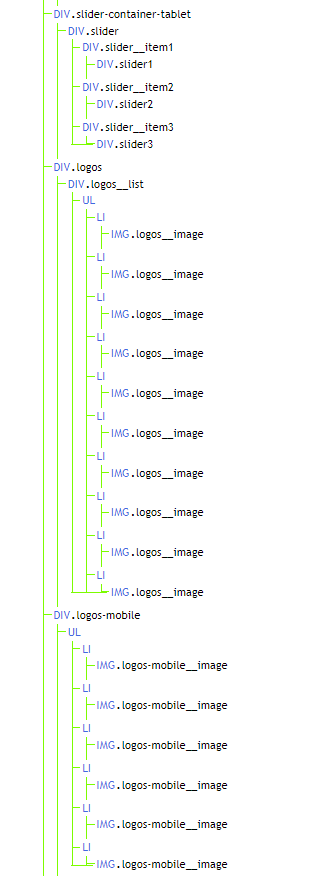 DIV.slider-container-tablet
DIV.slider
DIV.slider__item1
DIV.slider1
DIV.slider__item2
DIV.slider2
DIV.slider__item3
DIV.slider3
DIV.logos
DIV.logos__list
UL
LI
IMG.logos__image
LI
IMG.logos__image
LI
IMG.logos__image
LI
IMG.logos__image
LI
IMG.logos__image
LI
IMG.logos__image
LI
IMG.logos__image
LI
IMG.logos__image
LI
IMG.logos__image
LI
IMG.logos__image
DIV.logos-mobile
UL
LI
IMG.logos-mobile__image
LI
IMG.logos-mobile__image
LI
IMG.logos-mobile__image
LI
IMG.logos-mobile__image
LI
IMG.logos-mobile__image
LI
IMG.logos-mobile__image